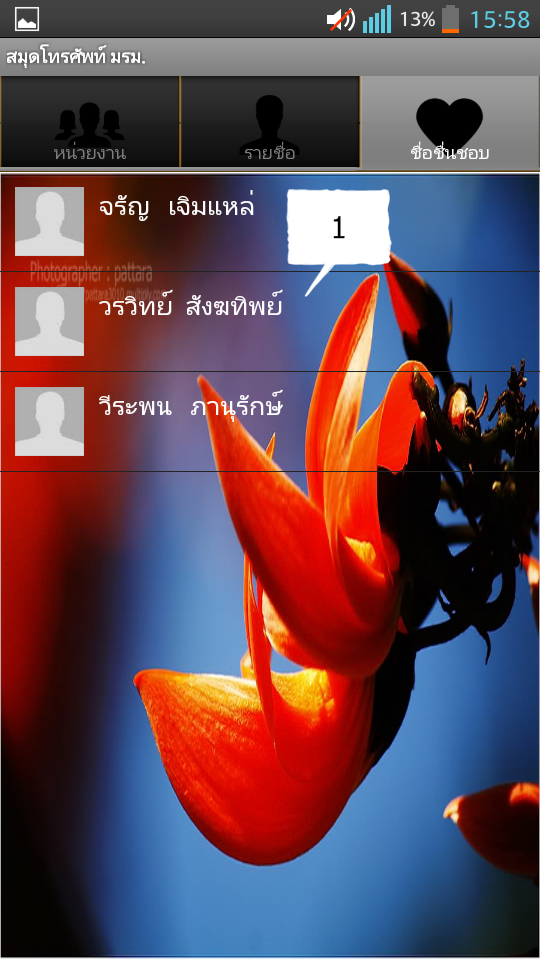 13% 15:58
สมุดโทรศัพท์ มรม.
หน่วยงาน รายชื่อ ชื่อชื่นชอบ
จรัญ เจิมแหล่
1
Photographer : pattara
วรวิทย์ สังฆทิพย์
วีระพน ภานุรักษ์